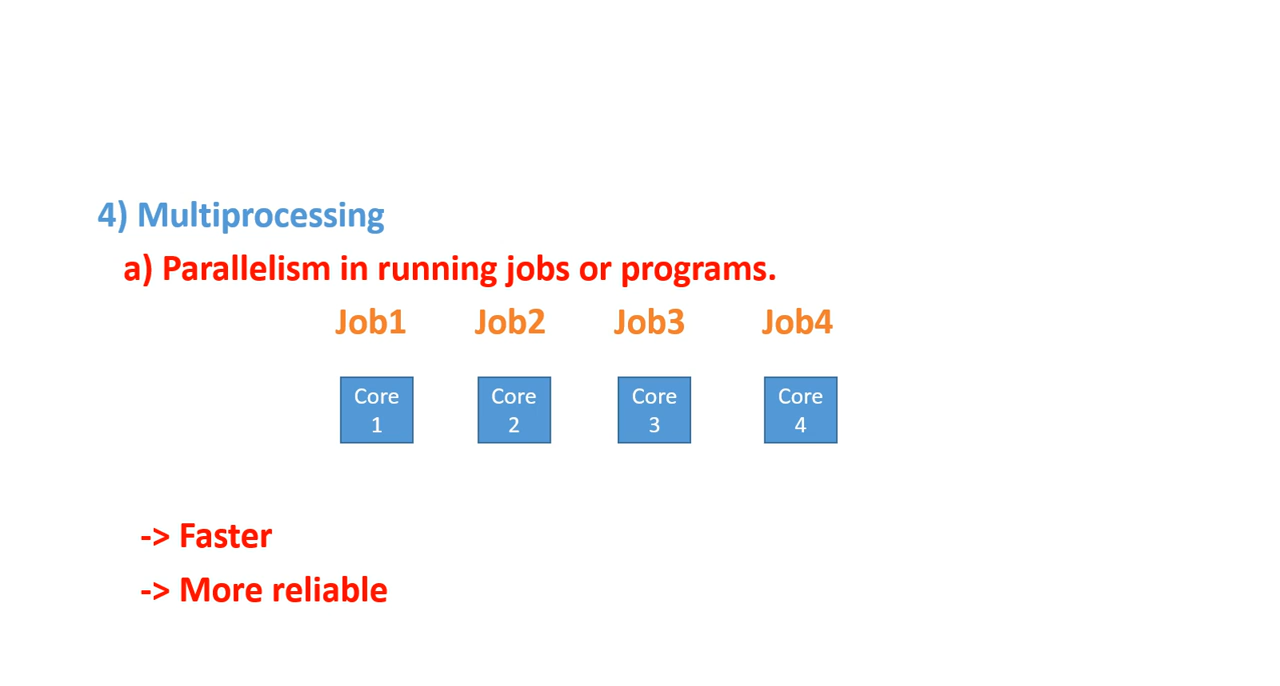 4) Multiprocessing
a) Parallelism in running jobs or programs.
Job1 Job2 Job3 Job4
Core Core Core Core
1 2 3 4
-> Faster
-> More reliable